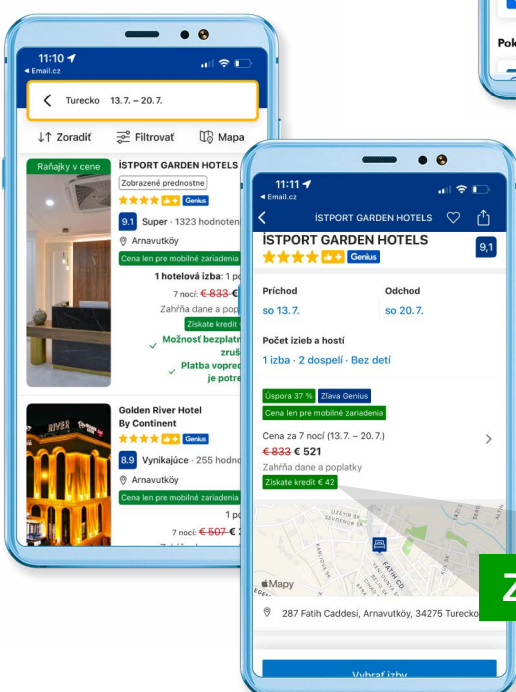 Pok
11:10
Email.cz
Turecko 13.7. – 20.7.
Zoradiť
Filtrovať
Mapa
Raňajky v cene
İSTPORT GARDEN HOTELS
Zobrazené prednostne
Genius
9.1 Super · 1323 hodnoten
Arnavutköy
Cena len pre mobilné zariadenia
1 hotelová izba: 1 po
7 nocí: € 833 €
Zahŕňa dane a pop
Získate kredit
Možnosť bezplatn
zruš
Platba vopred
je potre
RIVER
Golden River Hotel
By Continent
Genius
8.9 Vynikajúce · 255 hodno
Arnavutköy
Cena len pre mobilné zariadenia
1 po
7 nocí: € 507 €
11:11
Email.cz
İSTPORT GARDEN HOTELS
İSTPORT GARDEN HOTELS
Genius
9,1
Príchod
Odchod
so 13.7.
so 20.7.
Počet izieb a hostí
1 izba · 2 dospelí · Bez detí
Úspora 37 %
Zľava Genius
Cena len pre mobilné zariadenia
Cena za 7 nocí (13.7. – 20.7.)
€ 833 € 521
Zahŕňa dane a poplatky
Získate kredit € 42
FATIH CD
Mapy
Z
287 Fatih Caddesi, Arnavutköy, 34275 Turecko
Vybrať izby